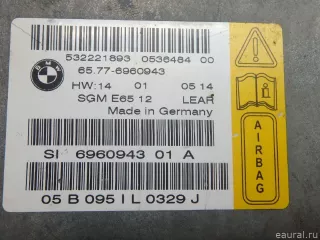 BMW
532221893 0536464 00
65.77-6960943
HW:14 01 05 14
SGM E65 12 LEAR
Made in Germany
SI 6960943 01 A
05 B 095 I L 0329 J
AIRBAG
eaural.ru